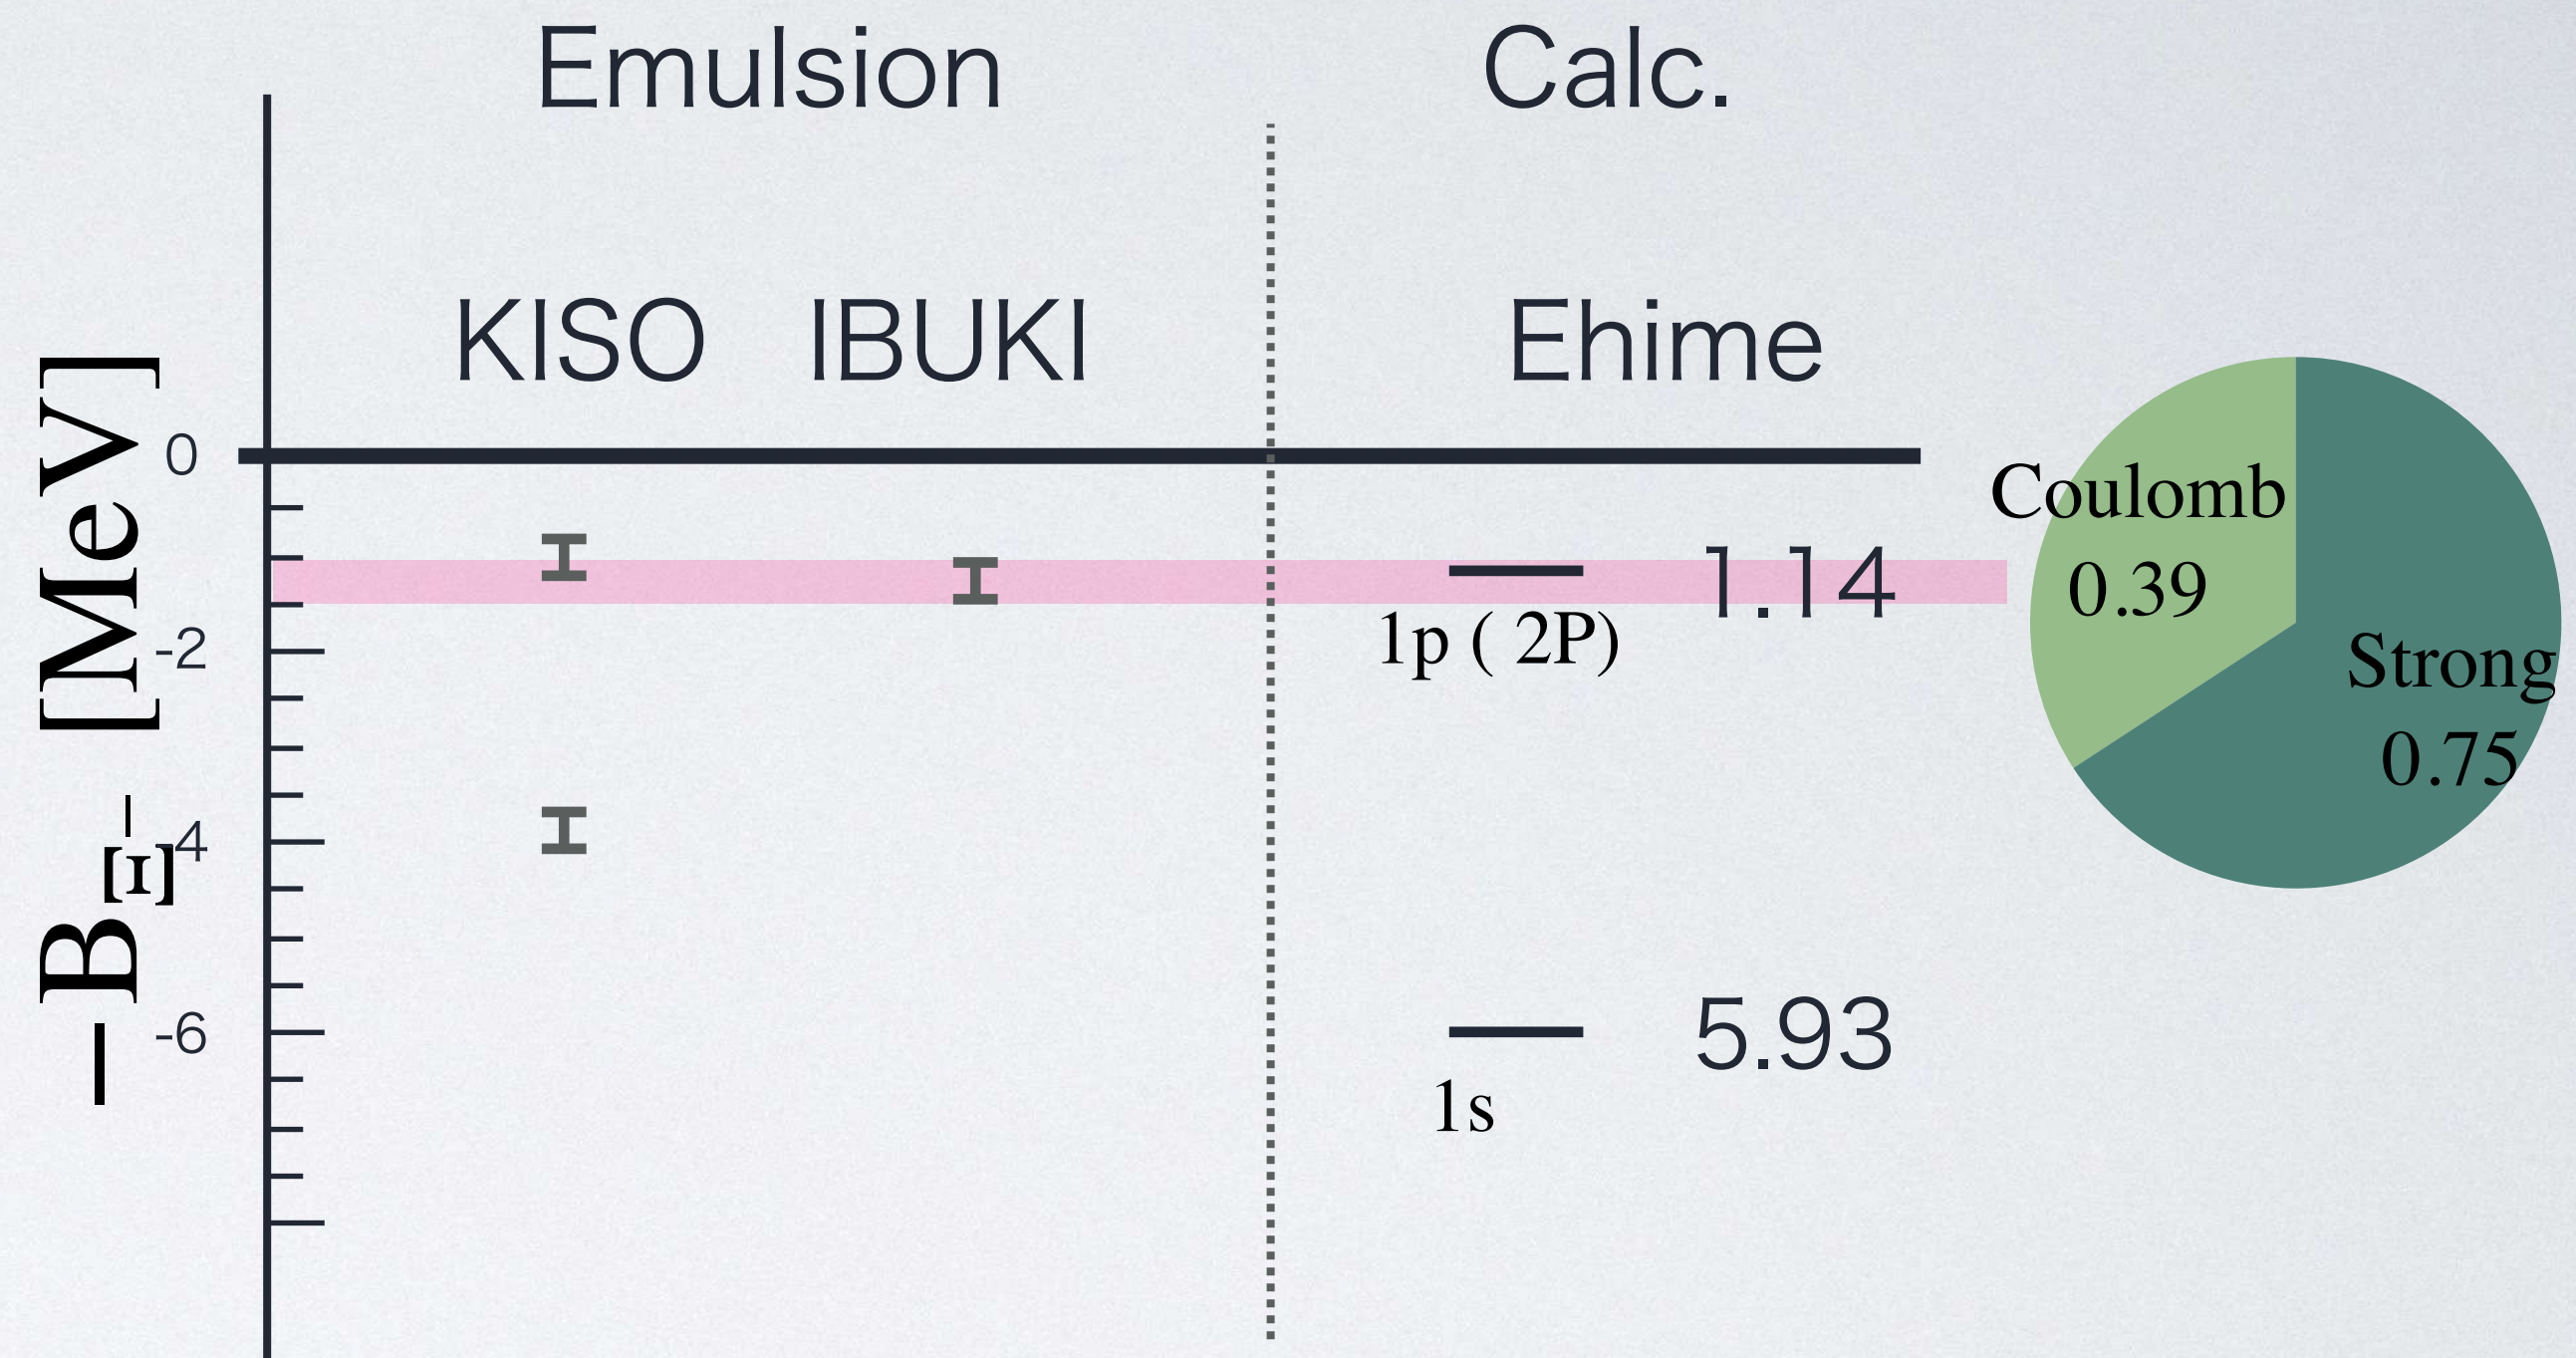 Emulsion
Calc.
KISO
IBUKI
Ehime
−B Ξ− [MeV]
0
-2
-4
-6
1.14
1p ( 2P)
5.93
1s
Coulomb
0.39
Strong
0.75